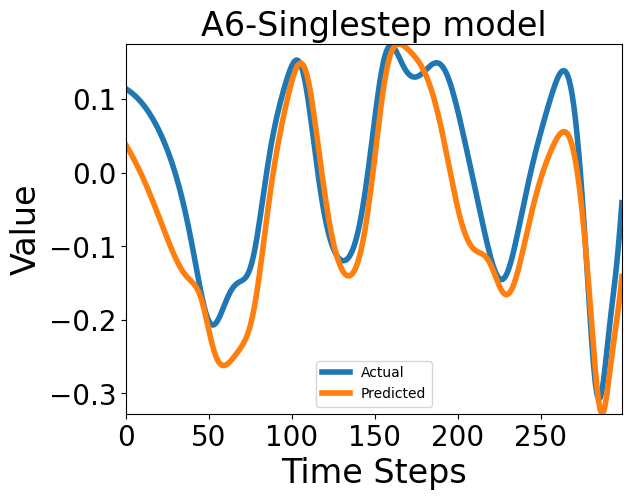 A6-Singlestep model
Value
0.1
0.0
−0.1
−0.2
−0.3
Actual
Predicted
0 50 100 150 200 250
Time Steps